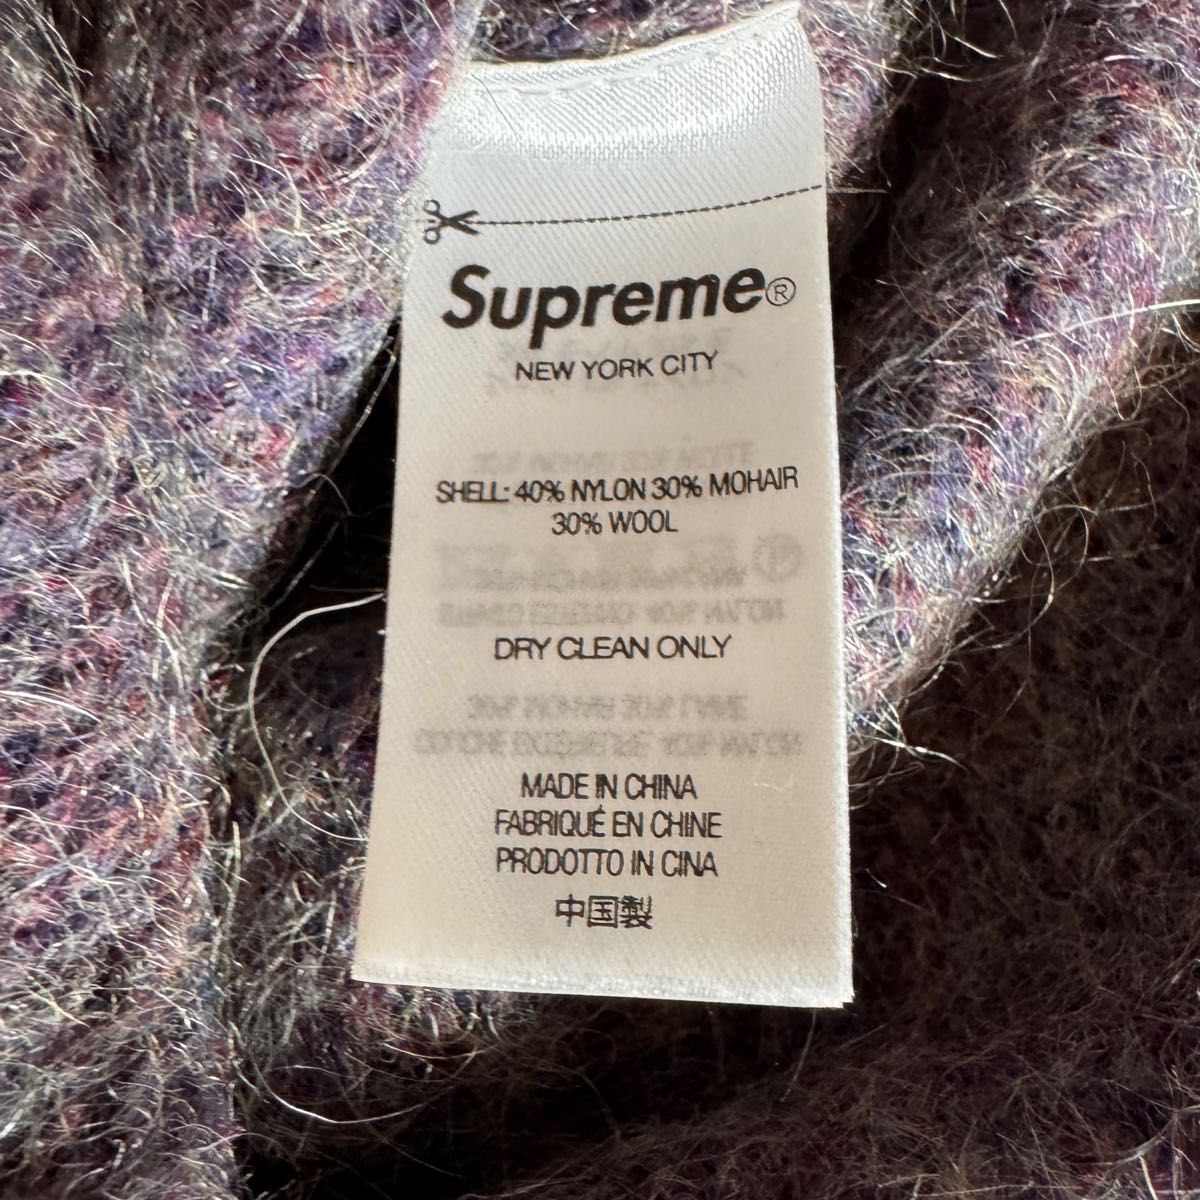 Supreme®
NEW YORK CITY
SHELL: 40% NYLON 30% MOHAIR
30% WOOL
DRY CLEAN ONLY
MADE IN CHINA
FABRIQUÉ EN CHINE
PRODOTTO IN CINA
中国製